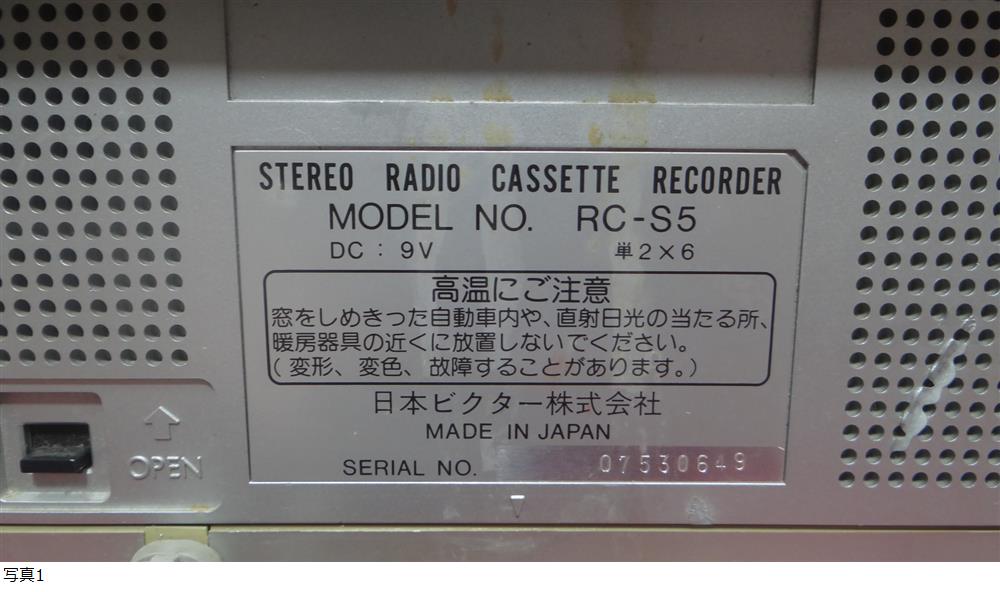 STEREO RADIO CASSETTE RECORDER
MODEL NO. RC-S5
DC : 9V 単2×6
高温にご注意
窓をしめきった自動車内や、直射日光の当たる所、
暖房器具の近くに放置しないでください。
(変形、変色、故障することがあります。)
日本ビクター株式会社
MADE IN JAPAN
OPEN
SERIAL NO. 07530649
写真1